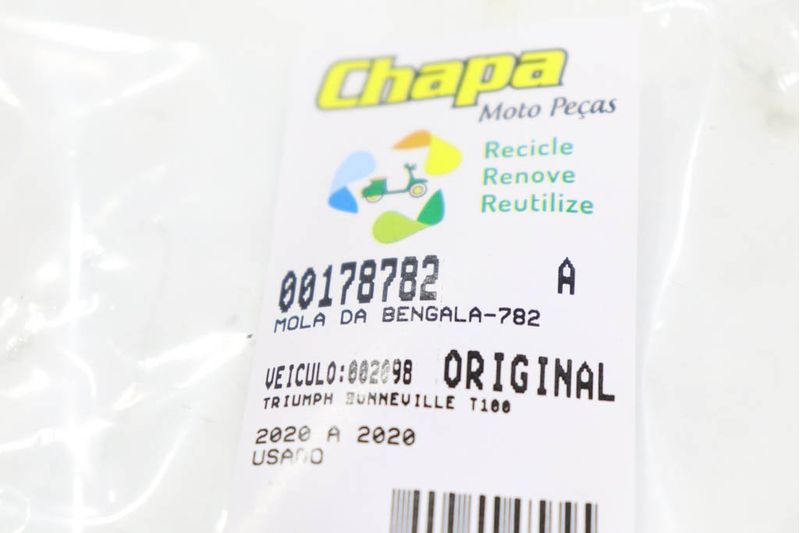 Chapa
Moto Peças
Recicle
Renove
Reutilize
00178782 A
MOLA DA BENGALA-782
VEICULO:002098 ORIGINAL
TRIUMPH BONNEVILLE T100
2020 A 2020
USADO